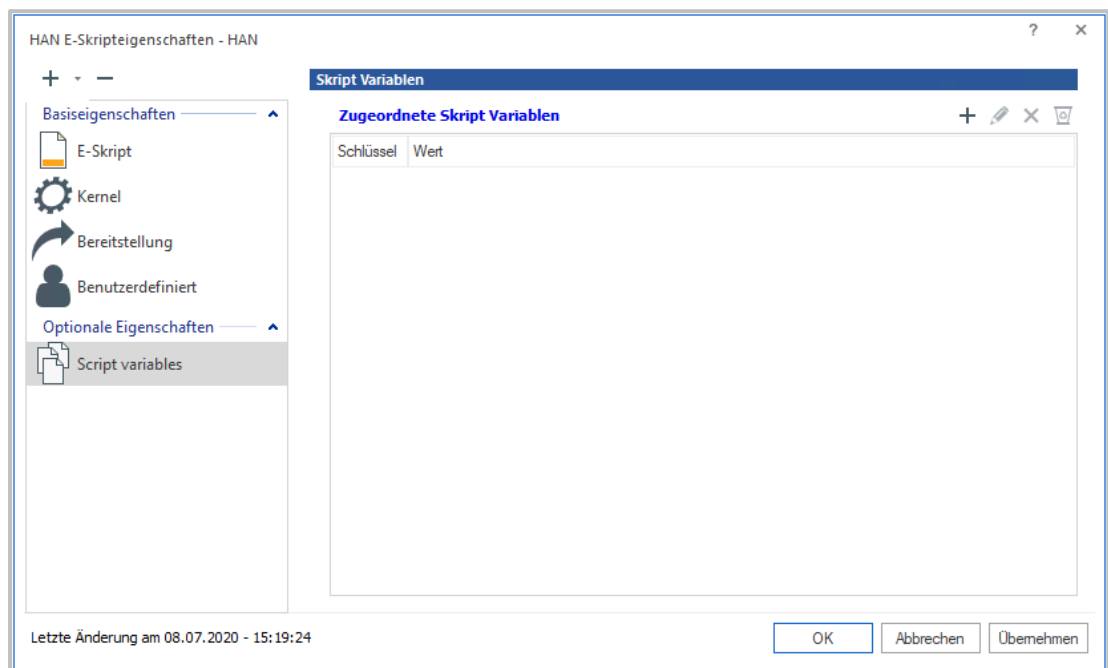 HAN E-Skripteigenschaften - HAN
Skript Variablen
Basiseigenschaften
E-Skript
Kernel
Bereitstellung
Benutzerdefiniert
Optionale Eigenschaften
Script variables
Zugeordnete Skript Variablen
Schlüssel Wert
Letzte Änderung am 08.07.2020 - 15:19:24
OK Abbrechen Übernehmen